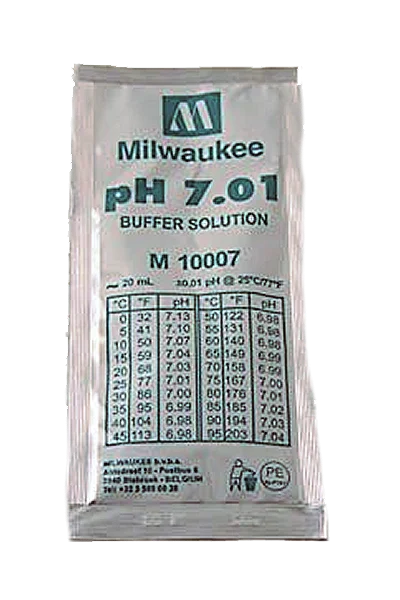 Milwaukee
pH 7.01
BUFFER SOLUTION
M 10007
20 mL ±0.01 pH @ 25°C/77°F
°C °F pH °C °F pH
0 32 7.13 50 122 6.98
5 41 7.10 55 131 6.98
10 50 7.07 60 140 6.98
15 59 7.04 65 149 6.99
20 68 7.03 70 158 6.99
25 77 7.01 75 167 7.00
30 86 7.00 80 176 7.01
35 95 6.99 85 185 7.02
40 104 6.98 90 194 7.03
45 113 6.98 95 203 7.04
MILWAUKEE
10 - Postbus 6
- BELGIUM
PE